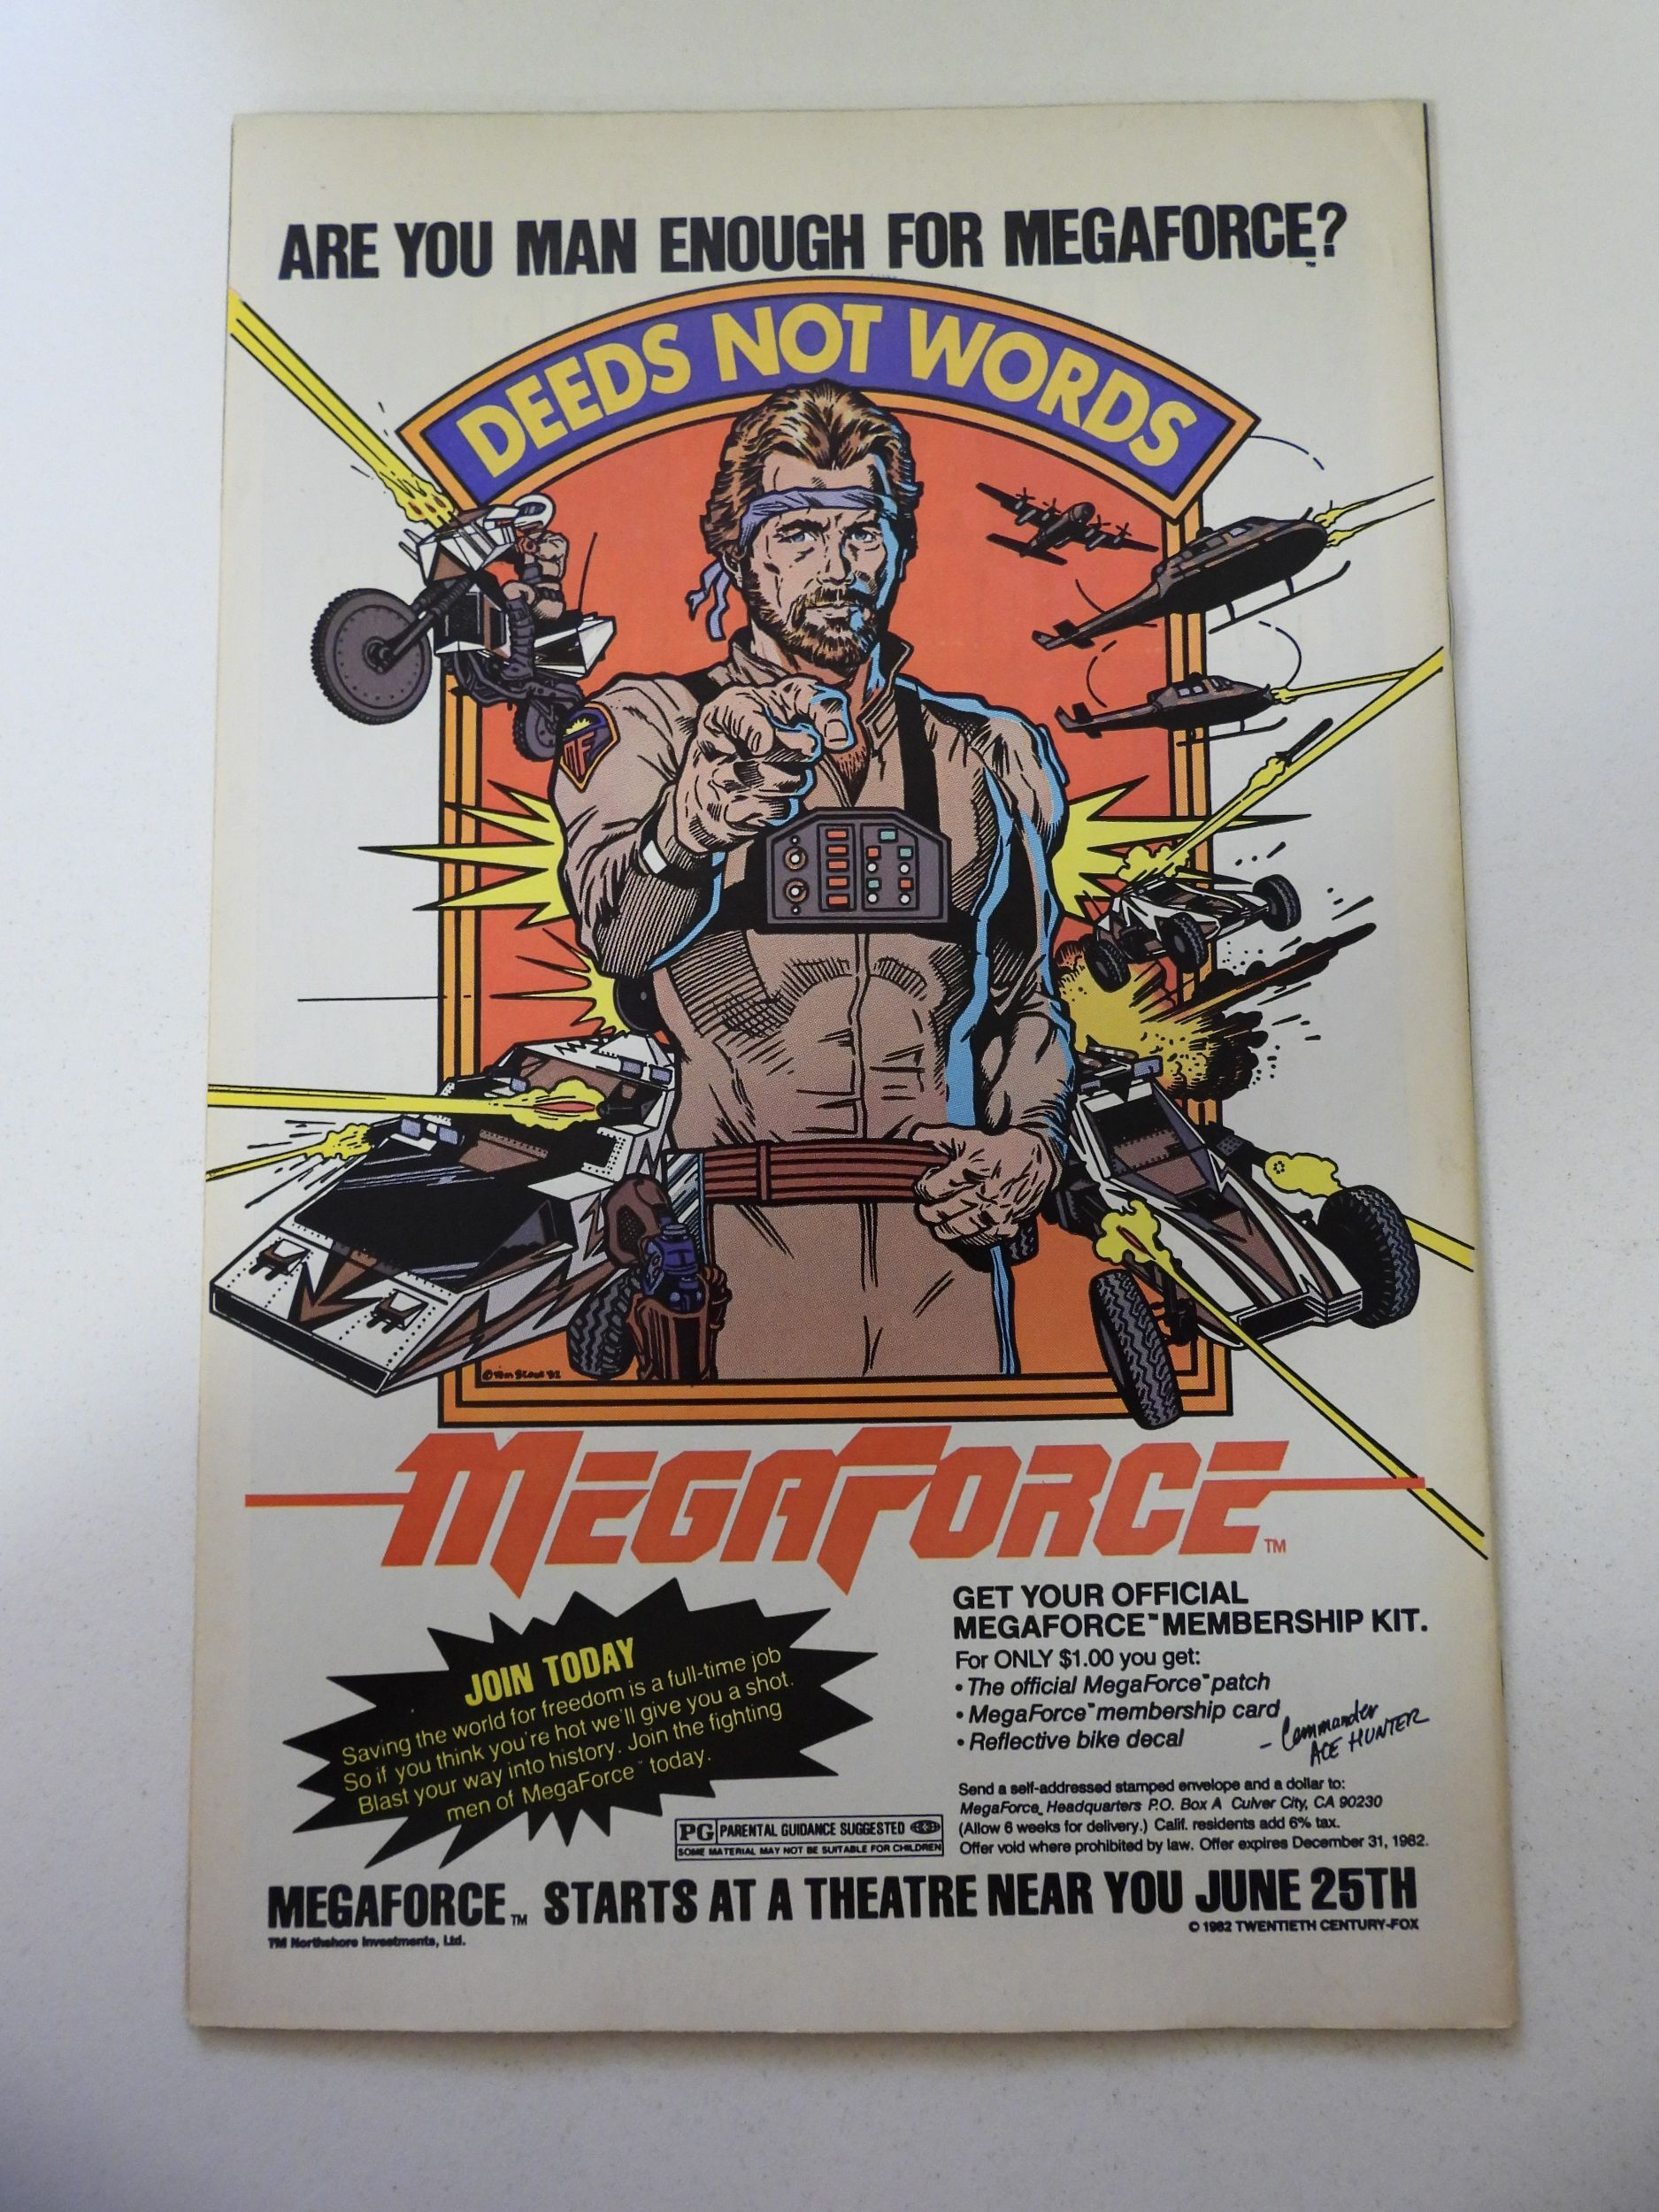 ARE YOU MAN ENOUGH FOR MEGAFORCE?
DEEDS NOT WORDS
MF
© Tom Scout '82
MEGAFORCE™
JOIN TODAY
Saving the world for freedom is a full-time job
So if you think you're hot we'll give you a shot.
Blast your way into history. Join the fighting
men of MegaForce™ today.
GET YOUR OFFICIAL
MEGAFORCE™ MEMBERSHIP KIT.
For ONLY $1.00 you get:
• The official MegaForce™ patch
• MegaForce™ membership card
• Reflective bike decal
- Commander
ACE HUNTER
Send a self-addressed stamped envelope and a dollar to:
MegaForce™ Headquarters P.O. Box A Culver City, CA 90230
(Allow 6 weeks for delivery.) Calif. residents add 6% tax.
Offer void where prohibited by law. Offer expires December 31, 1982.
PG PARENTAL GUIDANCE SUGGESTED
SOME MATERIAL MAY NOT BE SUITABLE FOR CHILDREN
MEGAFORCE™ STARTS AT A THEATRE NEAR YOU JUNE 25TH
TM Northshore Investments, Ltd.
© 1982 TWENTIETH CENTURY-FOX